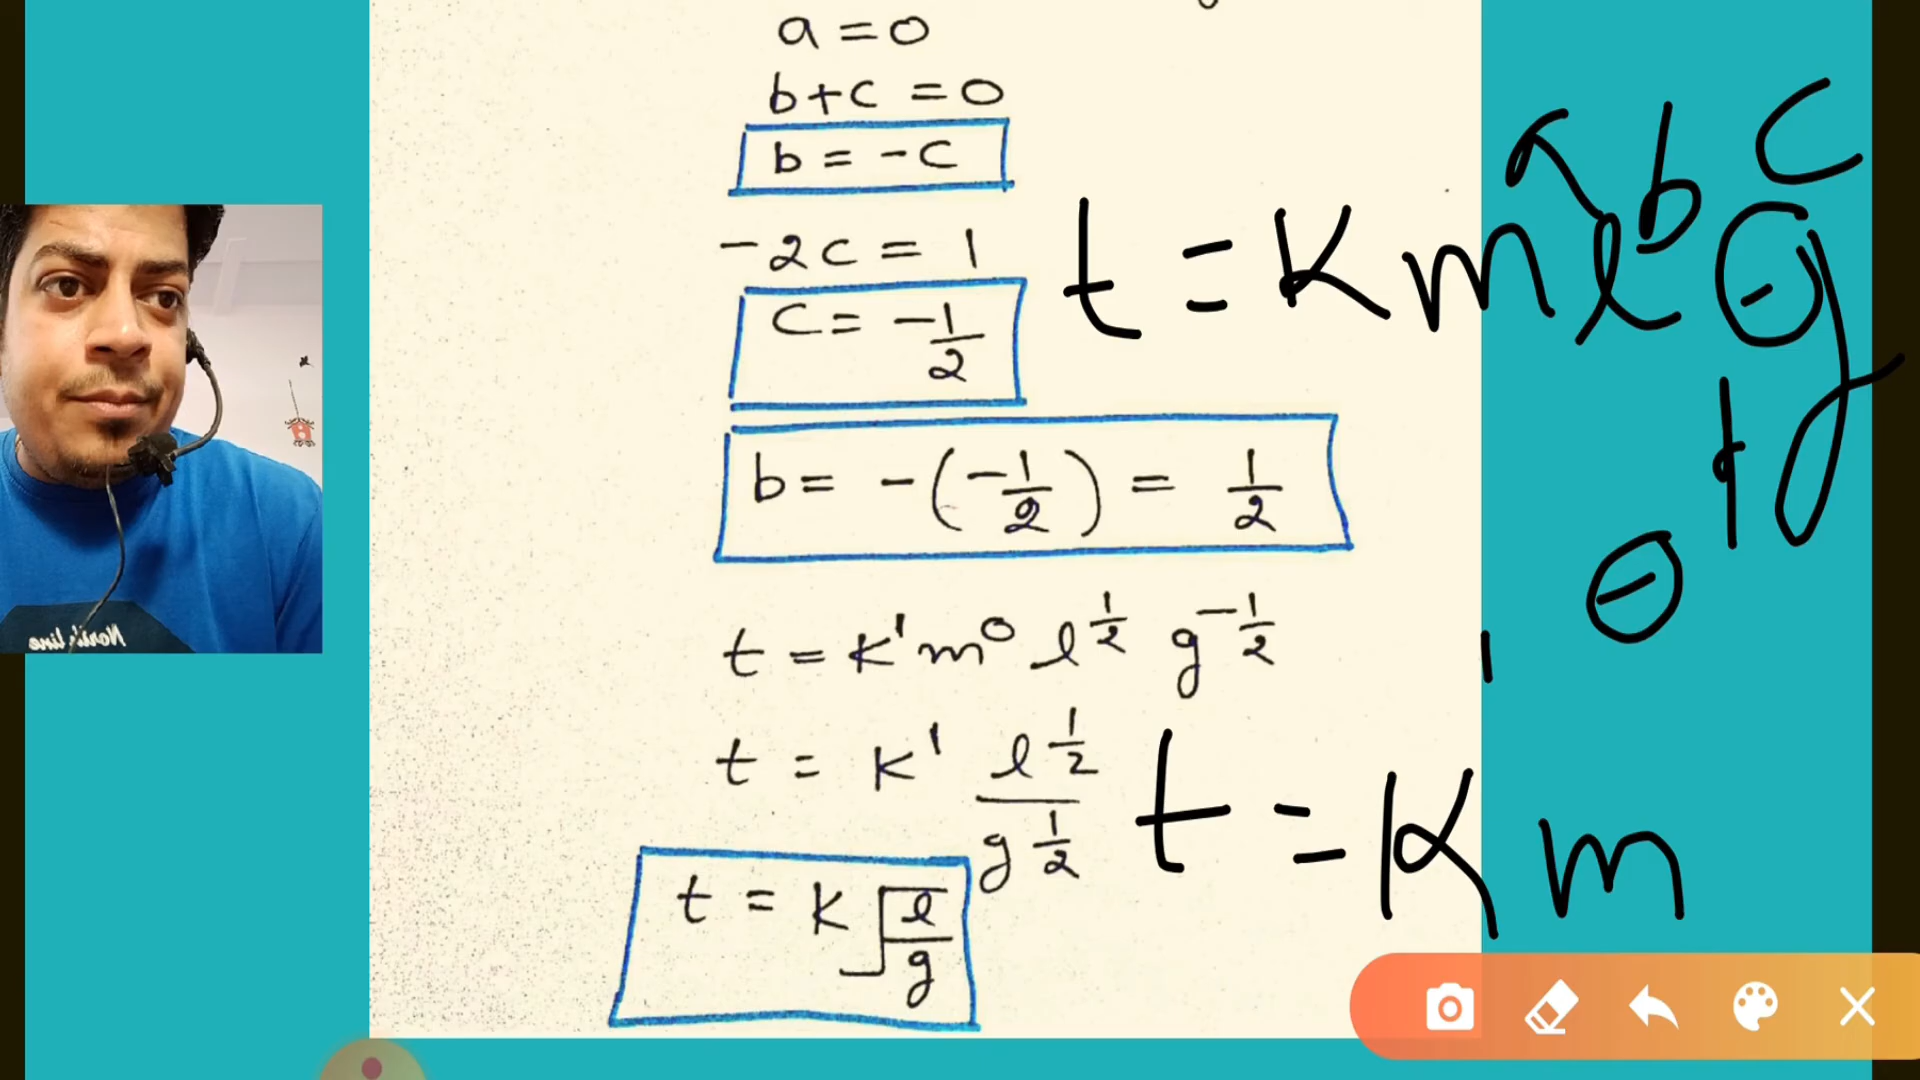 a = 0
b + c = 0
b = - c
- 2c = 1
c = - 1/2
b = - (- 1/2) = 1/2
t = K' m⁰ l^1/2 g^-1/2
t = K' l^1/2 / g^1/2
t = K √(l/g)
t = K m^a l^b g^c
t = K' m